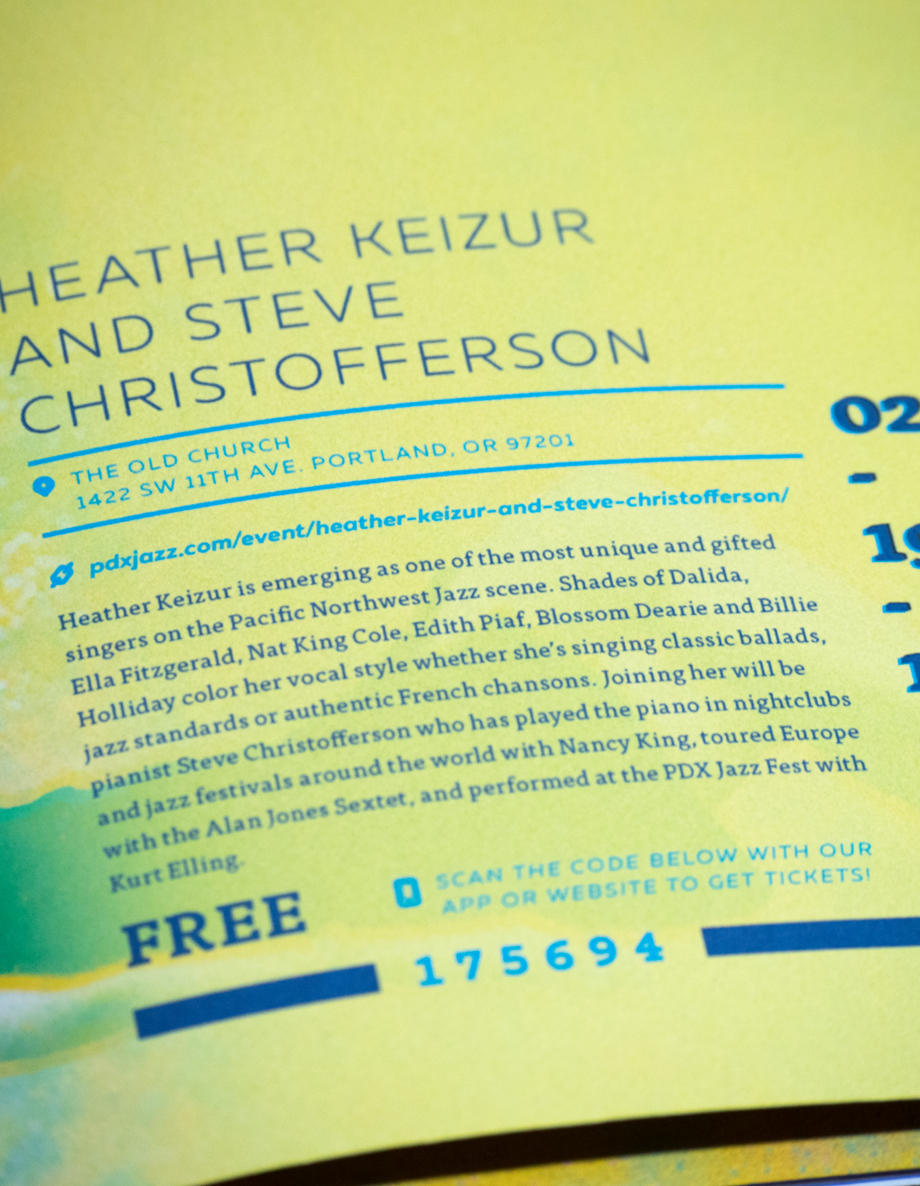 HEATHER KEIZUR
AND STEVE
CHRISTOFFERSON
THE OLD CHURCH
1422 SW 11TH AVE. PORTLAND, OR 97201
pdxjazz.com/event/heather-keizur-and-steve-christofferson/
Heather Keizur is emerging as one of the most unique and gifted
singers on the Pacific Northwest Jazz scene. Shades of Dalida,
Ella Fitzgerald, Nat King Cole, Edith Piaf, Blossom Dearie and Billie
Holliday color her vocal style whether she's singing classic ballads,
jazz standards or authentic French chansons. Joining her will be
pianist Steve Christofferson who has played the piano in nightclubs
and jazz festivals around the world with Nancy King, toured Europe
with the Alan Jones Sextet, and performed at the PDX Jazz Fest with
Kurt Elling.
FREE
SCAN THE CODE BELOW WITH OUR
APP OR WEBSITE TO GET TICKETS!
175694
02
-
19
-
1